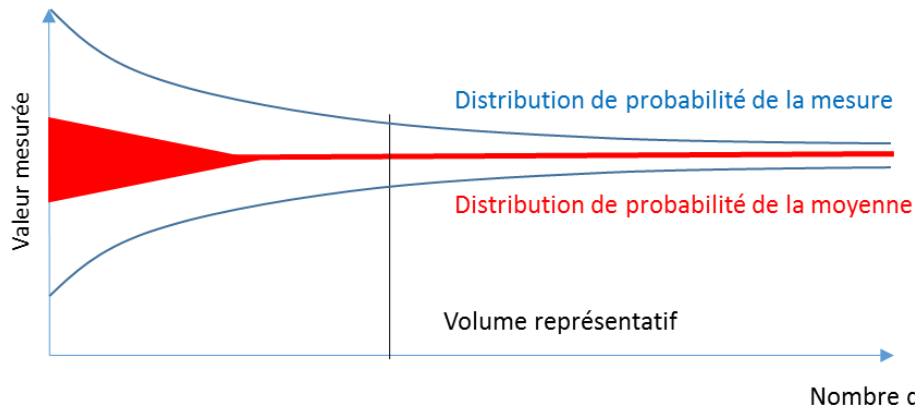 Valeur mesurée
Distribution de probabilité de la mesure
Distribution de probabilité de la moyenne
Volume représentatif
Nombre